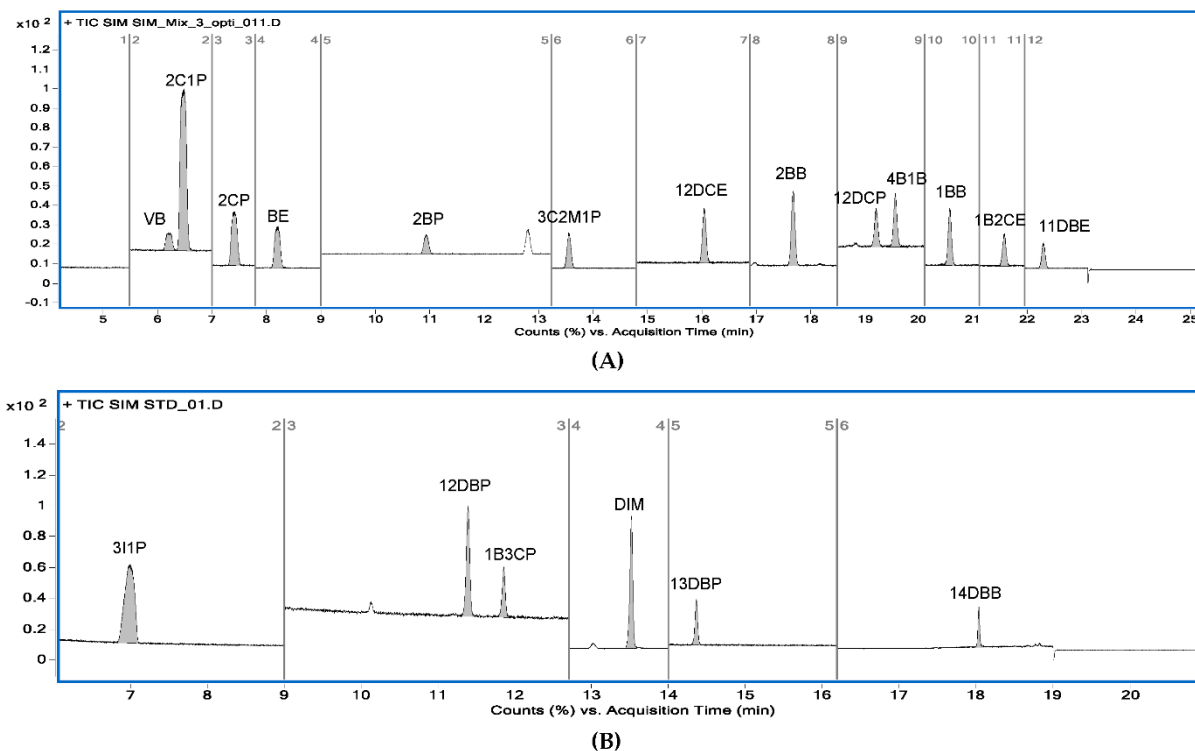 x10 2
+ TIC SIM SIM_Mix_3_opti_011.D
1 2 2 3 3 4 4 5 5 6 6 7 7 8 8 9 9 10 10 11 11 12
1.2
1.1
1
0.9
0.8
0.7
0.6
0.5
0.4
0.3
0.2
0.1
0
-0.1
VB 2C1P 2CP BE 2BP 3C2M1P 12DCE 2BB 12DCP 4B1B 1BB 1B2CE 11DBE
5 6 7 8 9 10 11 12 13 14 15 16 17 18 19 20 21 22 23 24 25
Counts (%) vs. Acquisition Time (min)
(A)
x10 2
+ TIC SIM STD_01.D
2 2 3 3 4 4 5 5 6
1.4
1.2
1
0.8
0.6
0.4
0.2
0
3I1P 12DBP 1B3CP DIM 13DBP 14DBB
7 8 9 10 11 12 13 14 15 16 17 18 19 20
Counts (%) vs. Acquisition Time (min)
(B)